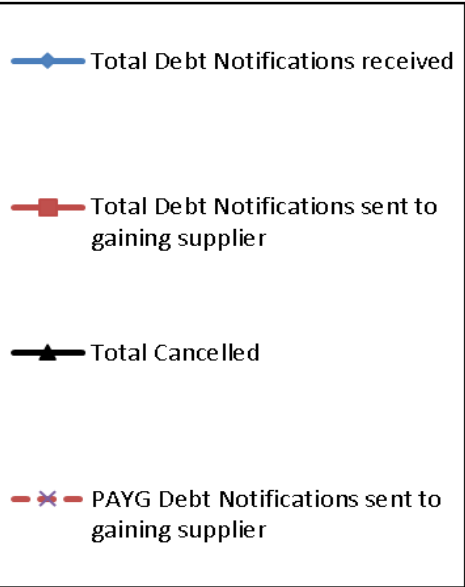 Total Debt Notifications received
Total Debt Notifications sent to
gaining supplier
Total Cancelled
PAYG Debt Notifications sent to
gaining supplier